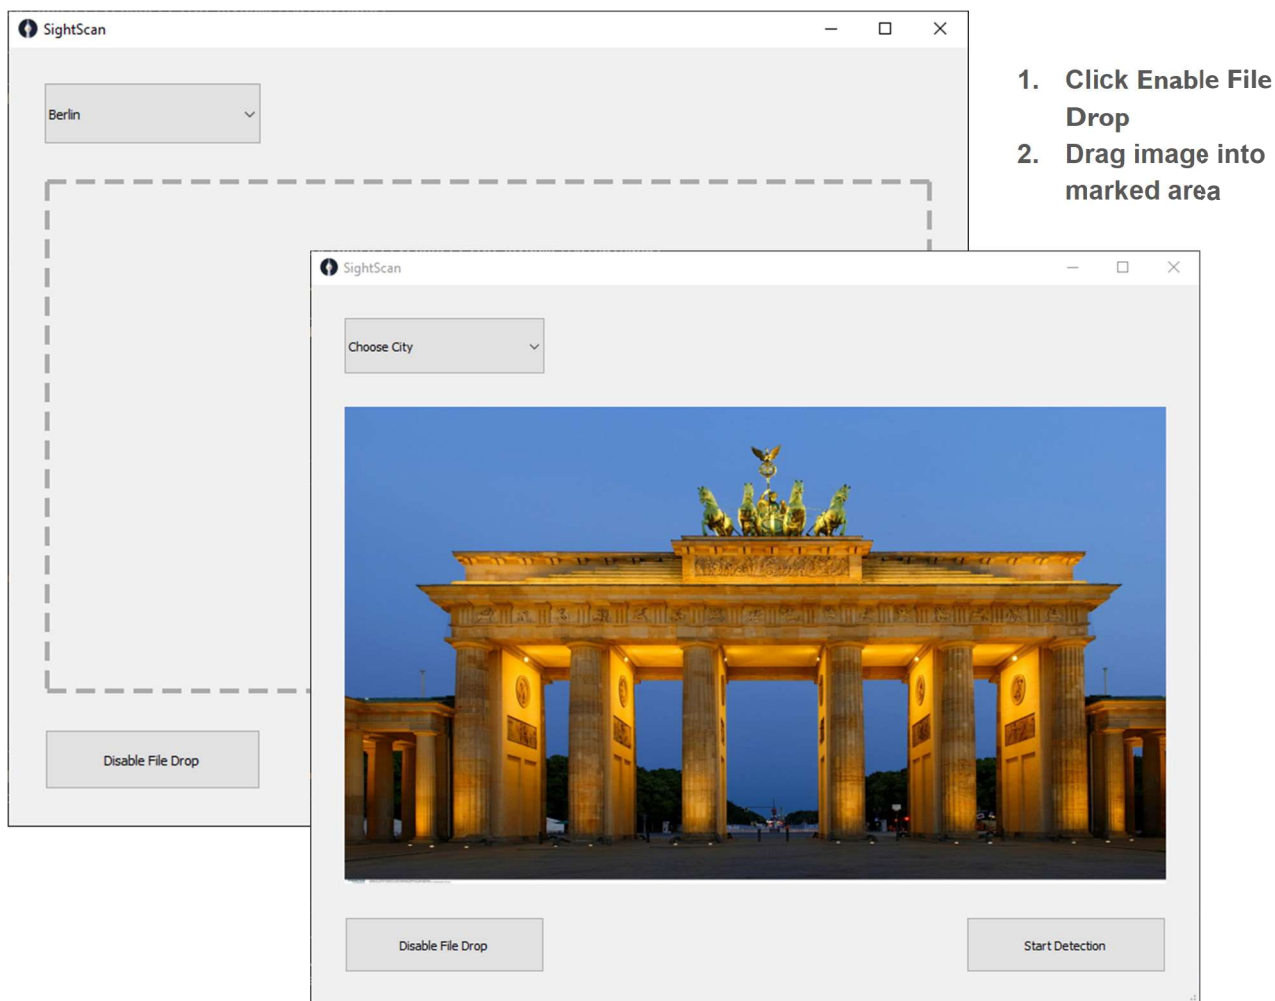 SightScan
Berlin
1. Click Enable File
Drop
2. Drag image into
marked area
SightScan
Choose City
Disable File Drop
Disable File Drop
Start Detection